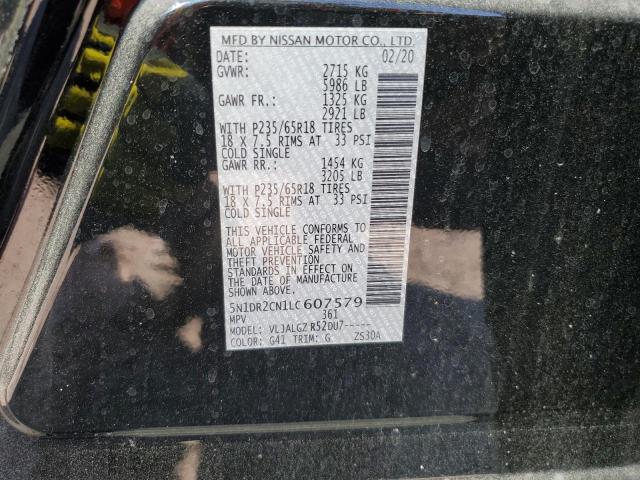 MFD BY NISSAN MOTOR CO., LTD.
DATE: 02/20
GVWR: 2715 KG
5986 LB
GAWR FR.: 1325 KG
2921 LB
WITH P235/65R18 TIRES
18 X 7.5 RIMS AT 33 PSI
COLD SINGLE
GAWR RR.: 1454 KG
3205 LB
WITH P235/65R18 TIRES
18 X 7.5 RIMS AT 33 PSI
COLD SINGLE
THIS VEHICLE CONFORMS TO
ALL APPLICABLE FEDERAL
MOTOR VEHICLE SAFETY AND
THEFT PREVENTION
STANDARDS IN EFFECT ON
THE DATE OF MANUFACTURE
SHOWN ABOVE.
5N1DR2CN1LC607579
MPV 361
MODEL: VLJALGZ R52DU7-----
COLOR: G41 TRIM: G ZS30A